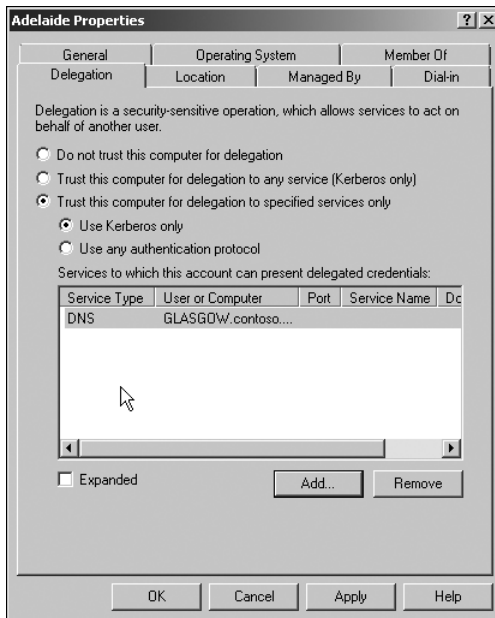 Adelaide Properties
General Operating System Member Of
Delegation Location Managed By Dial-in
Delegation is a security-sensitive operation, which allows services to act on
behalf of another user.
Do not trust this computer for delegation
Trust this computer for delegation to any service (Kerberos only)
Trust this computer for delegation to specified services only
Use Kerberos only
Use any authentication protocol
Services to which this account can present delegated credentials:
Service Type User or Computer Port Service Name Dc
DNS GLASGOW.contoso....
Expanded Add... Remove
OK Cancel Apply Help